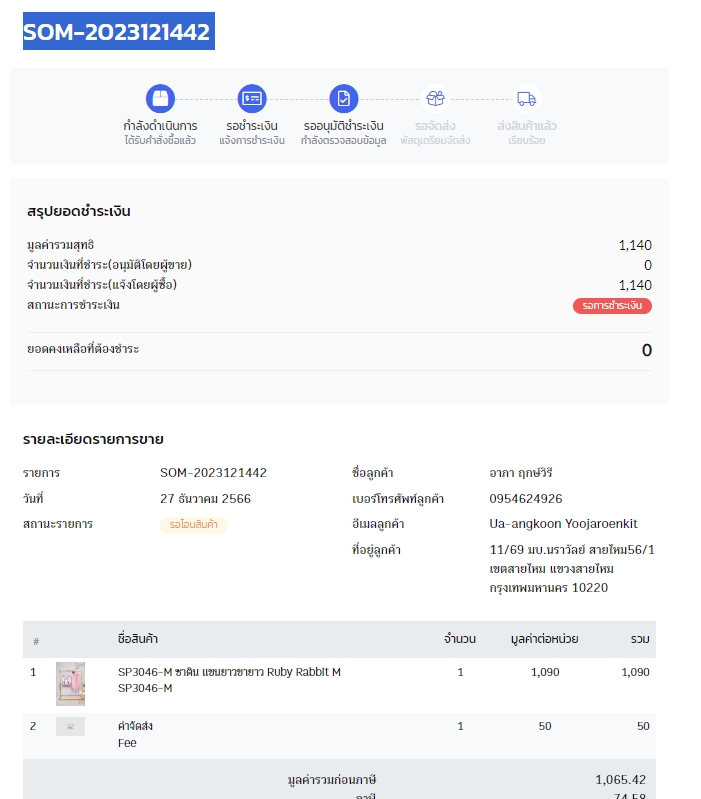 SOM-2023121442
กำลังดำเนินการ
ได้รับคำสั่งซื้อแล้ว
รอชำระเงิน
แจ้งการชำระเงิน
รออนุมัติชำระเงิน
กำลังตรวจสอบข้อมูล
รอจัดส่ง
พัสดุเตรียมจัดส่ง
ส่งสินค้าแล้ว
เรียบร้อย
สรุปยอดชำระเงิน
มูลค่ารวมสุทธิ 1,140
จำนวนเงินที่ชำระ(อนุมัติโดยผู้ขาย) 0
จำนวนเงินที่ชำระ(แจ้งโดยผู้ซื้อ) 1,140
สถานะการชำระเงิน รอการชำระเงิน
ยอดคงเหลือที่ต้องชำระ 0
รายละเอียดรายการขาย
รายการ SOM-2023121442
วันที่ 27 ธันวาคม 2566
สถานะรายการ รอโอนสินค้า
ชื่อลูกค้า อาภา ฤกษ์วิรี
เบอร์โทรศัพท์ลูกค้า 0954624926
อีเมลลูกค้า Ua-angkoon Yoojaroenkit
ที่อยู่ลูกค้า 11/69 มบ.นราวัลย์ สายไหม56/1
เขตสายไหม แขวงสายไหม
กรุงเทพมหานคร 10220
# ชื่อสินค้า จำนวน มูลค่าต่อหน่วย รวม
1 SP3046-M ซาติน แขนยาวขายาว Ruby Rabbit M 1 1,090 1,090
SP3046-M
2 ค่าจัดส่ง 1 50 50
Fee
มูลค่ารวมก่อนภาษี 1,065.42
ภาษี 74.58